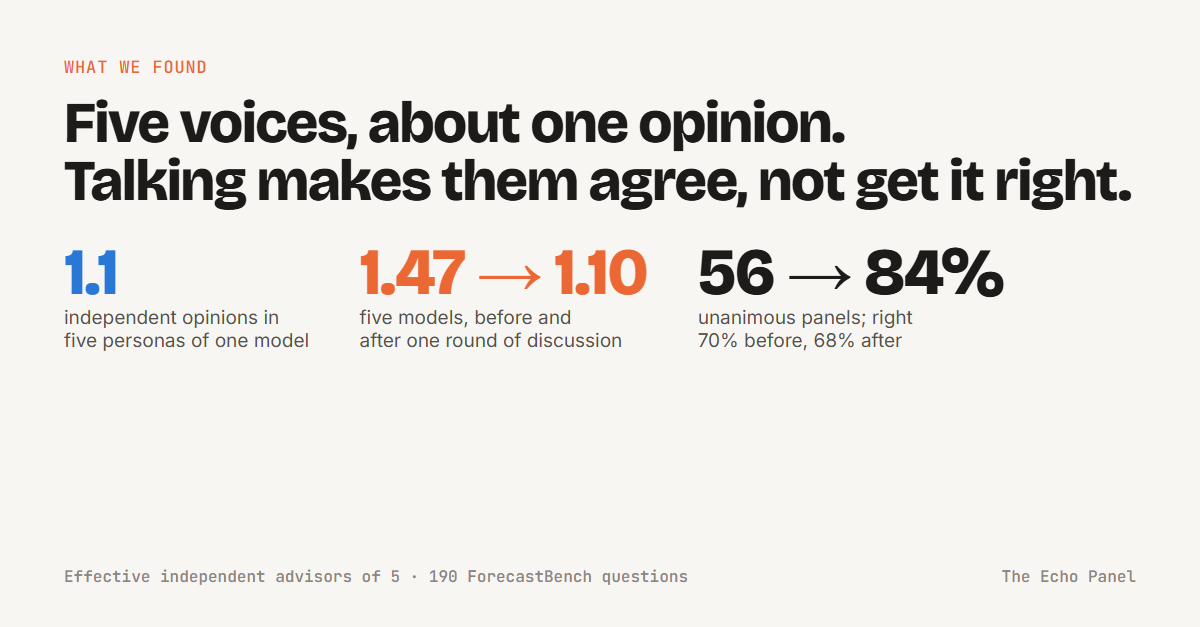 WHAT WE FOUND
Five voices, about one opinion.
Talking makes them agree, not get it right.
1.1
independent opinions in
five personas of one model
1.47 → 1.10
five models, before and
after one round of discussion
56 → 84%
unanimous panels; right
70% before, 68% after
Effective independent advisors of 5 · 190 ForecastBench questions
The Echo Panel